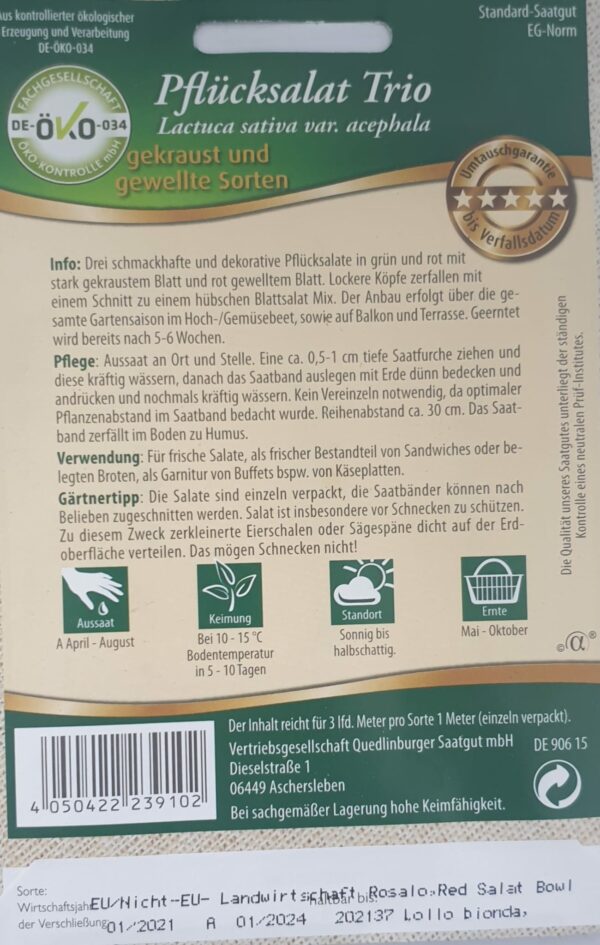 us kontrollierter ökologischer
Erzeugung und Verarbeitung
DE-ÖKO-034
Standard-Saatgut
EG-Norm
FACHGESELLSCHAFT
DE-ÖKO-034
ÖKO-KONTROLLE mbH
Pflücksalat Trio
Lactuca sativa var. acephala
gekraust und
gewellte Sorten
Umtauschgarantie
bis Verfallsdatum
Info: Drei schmackhafte und dekorative Pflücksalate in grün und rot mit
stark gekraustem Blatt und rot gewelltem Blatt. Lockere Köpfe zerfallen mit
einem Schnitt zu einem hübschen Blattsalat Mix. Der Anbau erfolgt über die ge-
samte Gartensaison im Hoch-/Gemüsebeet, sowie auf Balkon und Terrasse. Geerntet
wird bereits nach 5-6 Wochen.
Pflege: Aussaat an Ort und Stelle. Eine ca. 0,5-1 cm tiefe Saatfurche ziehen und
diese kräftig wässern, danach das Saatband auslegen mit Erde dünn bedecken und
andrücken und nochmals kräftig wässern. Kein Vereinzeln notwendig, da optimaler
Pflanzenabstand im Saatband bedacht wurde. Reihenabstand ca. 30 cm. Das Saat-
band zerfällt im Boden zu Humus.
Verwendung: Für frische Salate, als frischer Bestandteil von Sandwiches oder be-
legten Broten, als Garnitur von Buffets bspw. von Käseplatten.
Gärtnertipp: Die Salate sind einzeln verpackt, die Saatbänder können nach
Belieben zugeschnitten werden. Salat ist insbesondere vor Schnecken zu schützen.
Zu diesem Zweck zerkleinerte Eierschalen oder Sägespäne dicht auf der Erd-
oberfläche verteilen. Das mögen Schnecken nicht!
Die Qualität unseres Saatgutes unterliegt der ständigen
Kontrolle eines neutralen Prüf-Institutes.
Aussaat
A April - August
Keimung
Bei 10 - 15 °C
Bodentemperatur
in 5 - 10 Tagen
Standort
Sonnig bis
halbschattig.
Ernte
Mai - Oktober
©α®
Der Inhalt reicht für 3 lfd. Meter pro Sorte 1 Meter (einzeln verpackt).
Vertriebsgesellschaft Quedlinburger Saatgut mbH DE 906 15
Dieselstraße 1
06449 Aschersleben
Bei sachgemäßer Lagerung hohe Keimfähigkeit.
4 050422 239102
Sorte:
Wirtschaftsjahr EU/Nicht-EU- Landwirtschaft Rosalo,Red Salat Bowl
haltbar bis:
der Verschließung 01/2021 A 01/2024 202137 Lollo bionda,